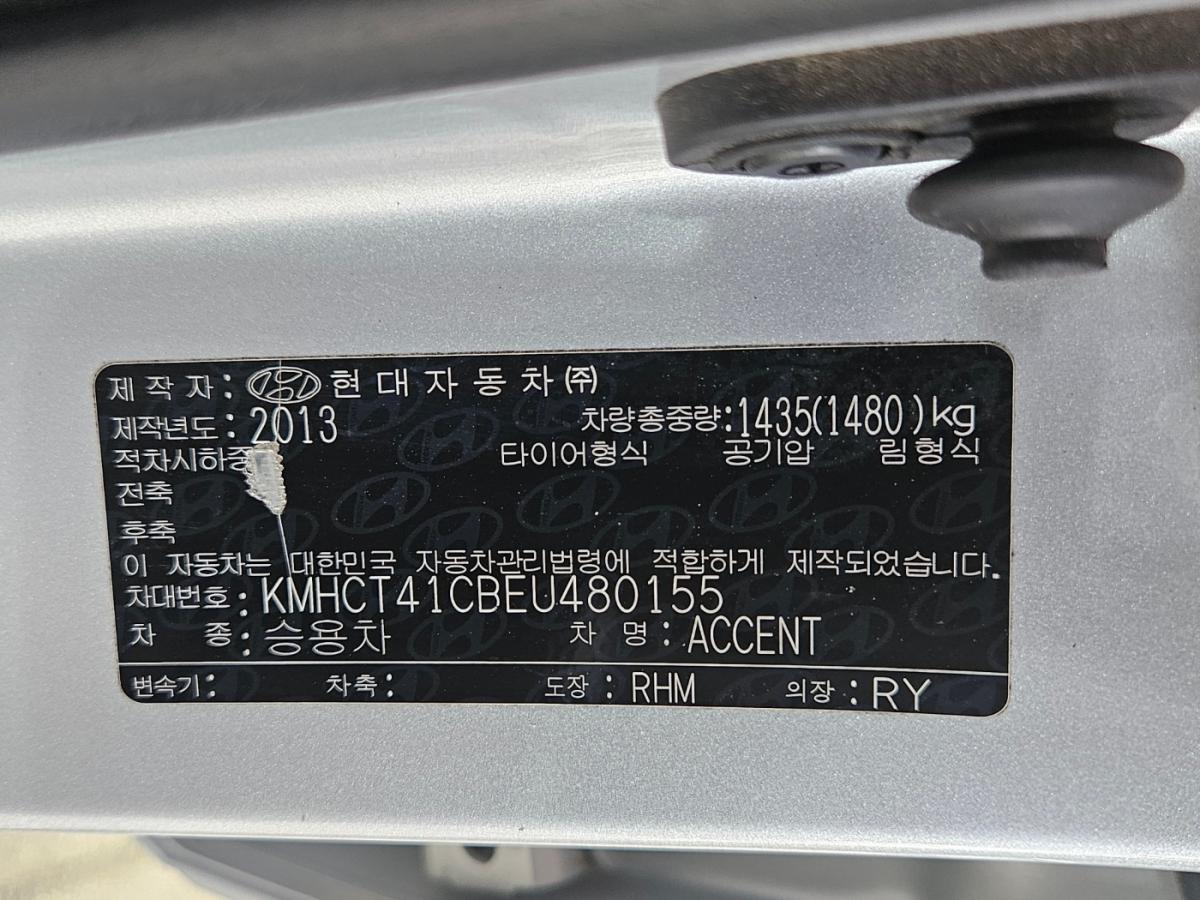 제 작 자 : 현 대 자 동 차 ㈜
제작년도 : 2013 차량총중량:1435(1480)kg
적차시하중 타이어형식 공기압 림형식
전축
후축
이 자동차는 대한민국 자동차관리법령에 적합하게 제작되었습니다.
차대번호 : KMHCT41CBEU480155
차 종 : 승용차 차 명 : ACCENT
변속기 : 차축 : 도장 : RHM 의장 : RY